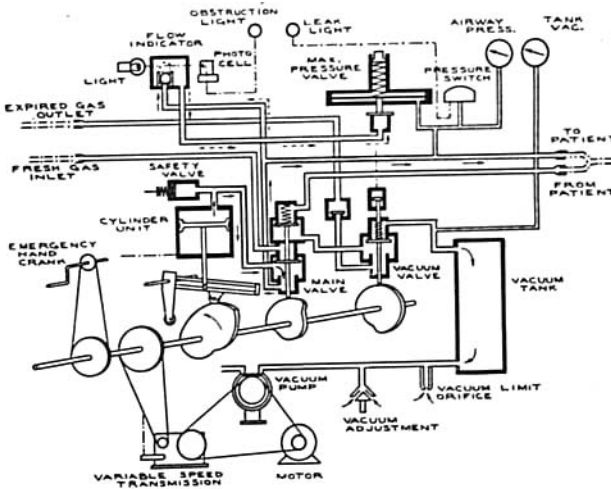 OBSTRUCTION
LIGHT
LEAK
LIGHT
AIRWAY
PRESS.
TANK
VAC.
FLOW
INDICATOR
PHOTO
CELL
LIGHT
MAX.
PRESSURE
VALVE
PRESSURE
SWITCH
EXPIRED GAS
OUTLET
FRESH GAS
INLET
TO
PATIENT
FROM
PATIENT
SAFETY
VALVE
CYLINDER
UNIT
EMERGENCY
HAND
CRANK
MAIN
VALVE
VACUUM
VALVE
VACUUM
TANK
VACUUM
PUMP
VACUUM LIMIT
ORIFICE
VACUUM
ADJUSTMENT
VARIABLE SPEED
TRANSMISSION
MOTOR